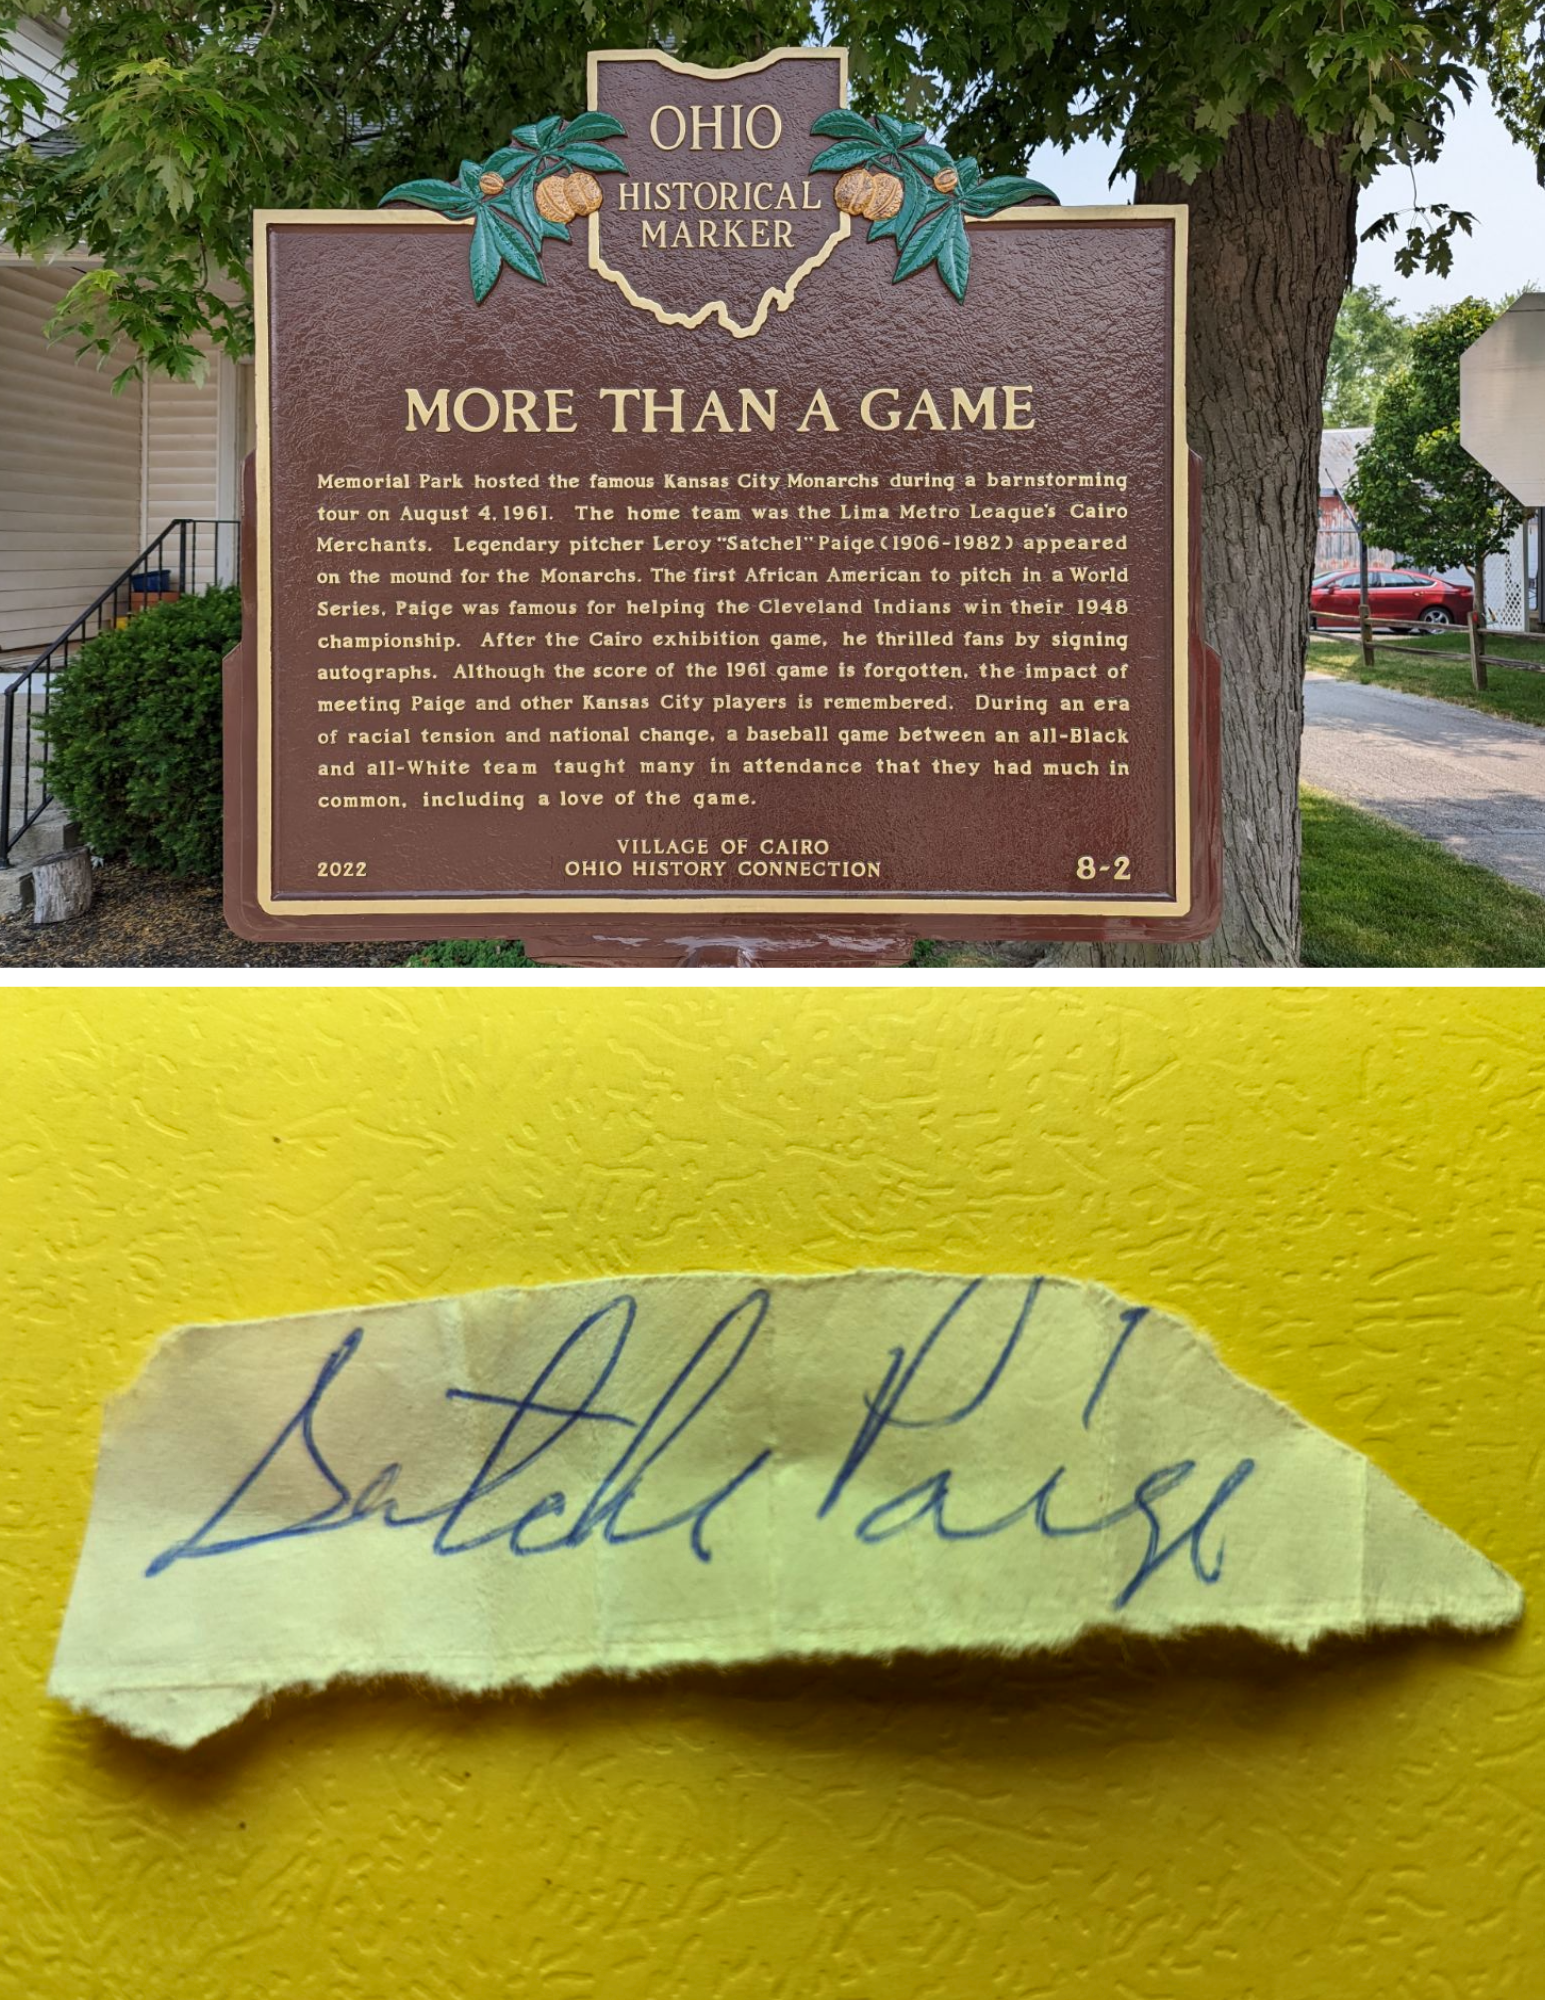 OHIO
HISTORICAL
MARKER
MORE THAN A GAME
Memorial Park hosted the famous Kansas City Monarchs during a barnstorming
tour on August 4, 1961. The home team was the Lima Metro League's Cairo
Merchants. Legendary pitcher Leroy "Satchel" Paige (1906-1982) appeared
on the mound for the Monarchs. The first African American to pitch in a World
Series, Paige was famous for helping the Cleveland Indians win their 1948
championship. After the Cairo exhibition game, he thrilled fans by signing
autographs. Although the score of the 1961 game is forgotten, the impact of
meeting Paige and other Kansas City players is remembered. During an era
of racial tension and national change, a baseball game between an all-Black
and all-White team taught many in attendance that they had much in
common, including a love of the game.
VILLAGE OF CAIRO
2022 OHIO HISTORY CONNECTION 8-2
Satchel Paige